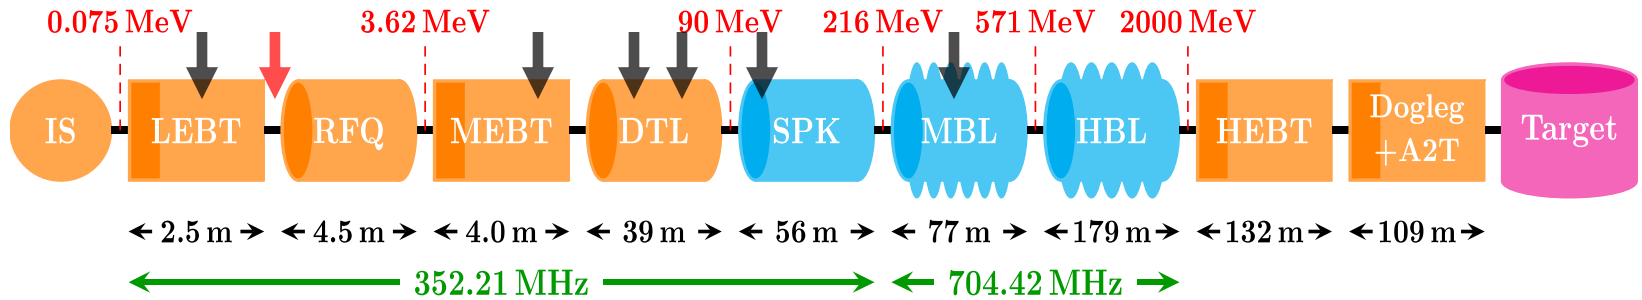 0.075 MeV 3.62 MeV 90 MeV 216 MeV 571 MeV 2000 MeV
IS LEBT RFQ MEBT DTL SPK MBL HBL HEBT Dogleg
+A2T Target
2.5 m 4.5 m 4.0 m 39 m 56 m 77 m 179 m 132 m 109 m
352.21 MHz 704.42 MHz